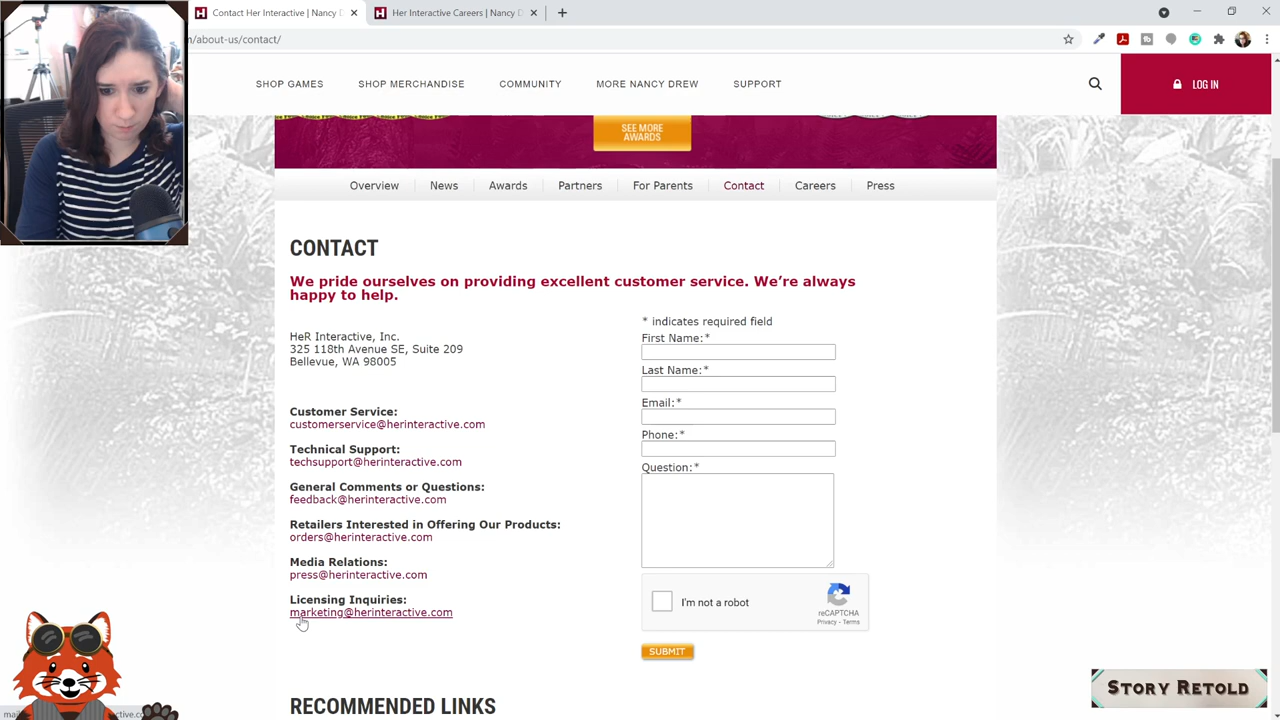 Contact Her Interactive | Nancy D
Her Interactive Careers | Nancy D
m/about-us/contact/
SHOP GAMES
SHOP MERCHANDISE
COMMUNITY
MORE NANCY DREW
SUPPORT
LOG IN
SEE MORE
AWARDS
Overview
News
Awards
Partners
For Parents
Contact
Careers
Press
CONTACT
We pride ourselves on providing excellent customer service. We're always
happy to help.
HeR Interactive, Inc.
325 118th Avenue SE, Suite 209
Bellevue, WA 98005
Customer Service:
customerservice@herinteractive.com
Technical Support:
techsupport@herinteractive.com
General Comments or Questions:
feedback@herinteractive.com
Retailers Interested in Offering Our Products:
orders@herinteractive.com
Media Relations:
press@herinteractive.com
Licensing Inquiries:
marketing@herinteractive.com
* indicates required field
First Name:*
Last Name:*
Email:*
Phone:*
Question:*
I'm not a robot
reCAPTCHA
Privacy - Terms
SUBMIT
RECOMMENDED LINKS
STORY RETOLD